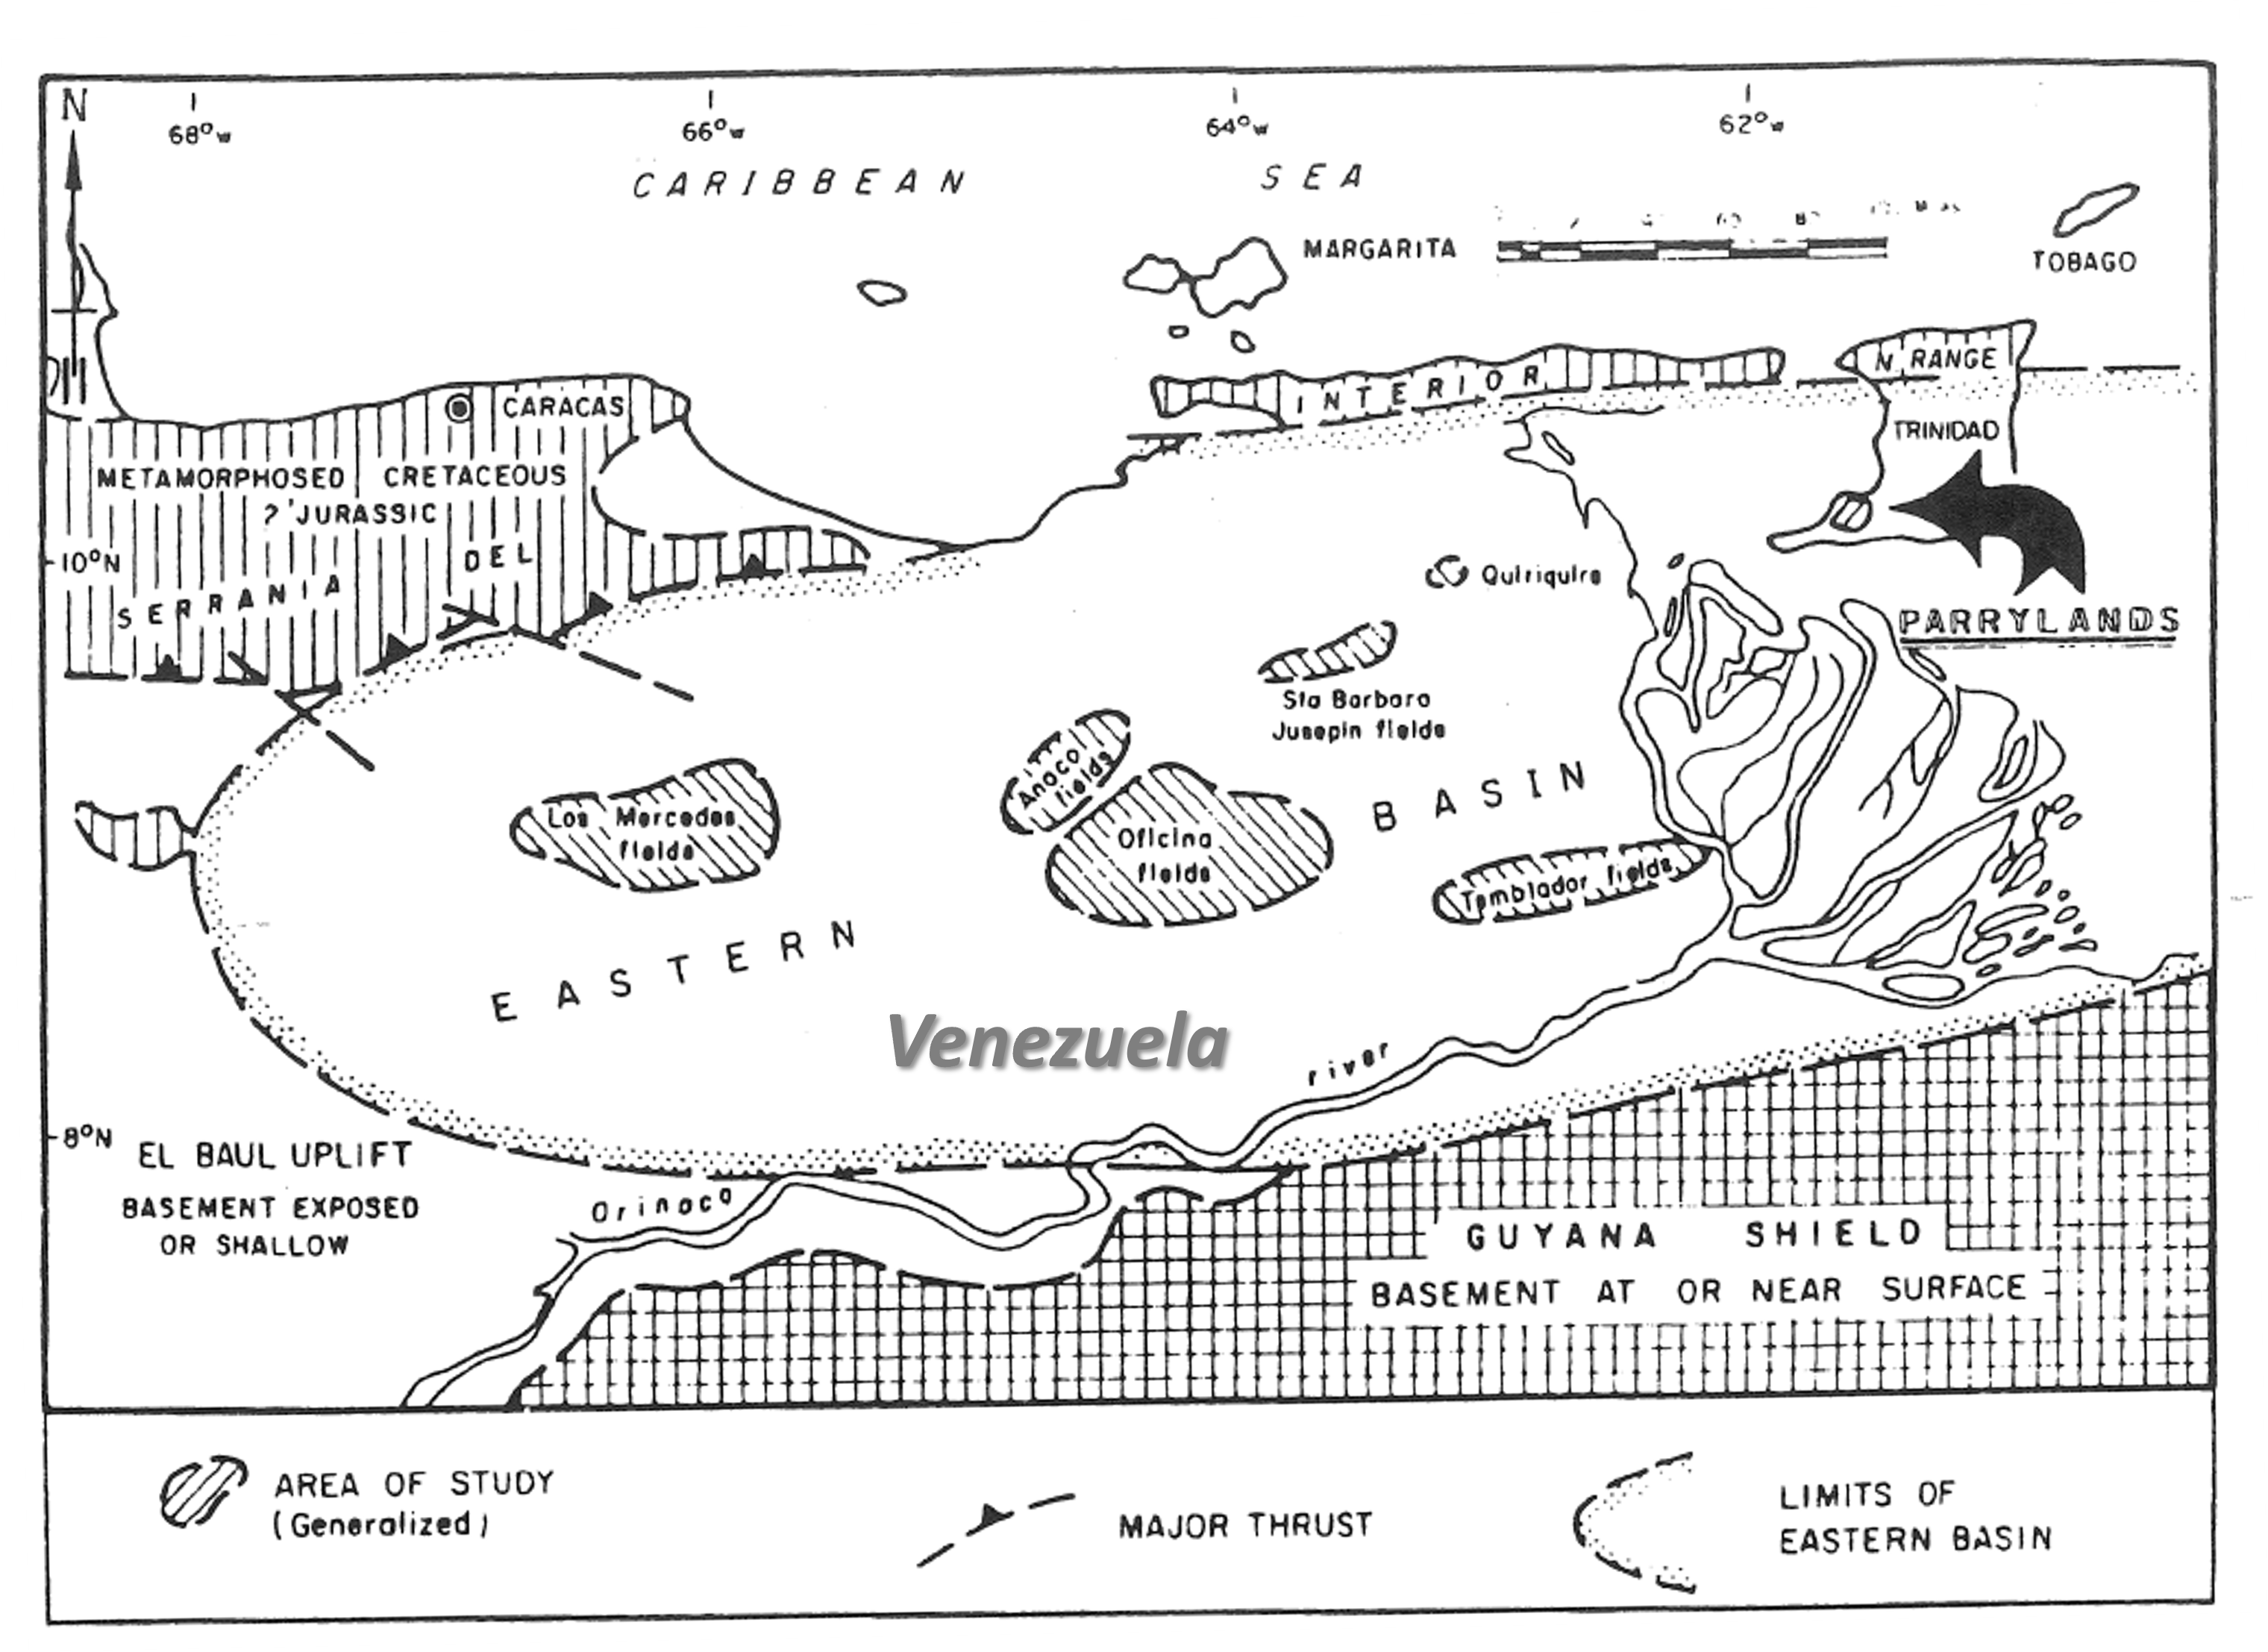 N
68°w
66°w
64°w
62°w
CARIBBEAN SEA
MARGARITA
TOBAGO
N. RANGE
INTERIOR
CARACAS
TRINIDAD
METAMORPHOSED CRETACEOUS
? JURASSIC
10°N
DEL
SERRANIA
Quiriquire
PARRYLANDS
Sta Barbara
Jusepin fields
Anaco
fields
Los Mercedes
fields
Oficina
fields
BASIN
Temblador fields
EASTERN
Venezuela
river
8°N
EL BAUL UPLIFT
BASEMENT EXPOSED
OR SHALLOW
Orinoco
GUYANA SHIELD
BASEMENT AT OR NEAR SURFACE
AREA OF STUDY
(Generalized)
MAJOR THRUST
LIMITS OF
EASTERN BASIN